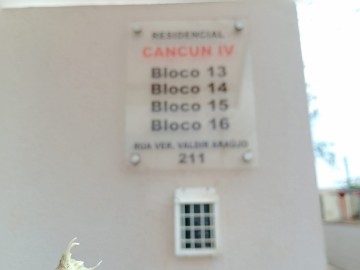 RESIDENCIAL
CANCUN IV
Bloco 13
Bloco 14
Bloco 15
Bloco 16
RUA VER. VALDIR ARAÚJO
211